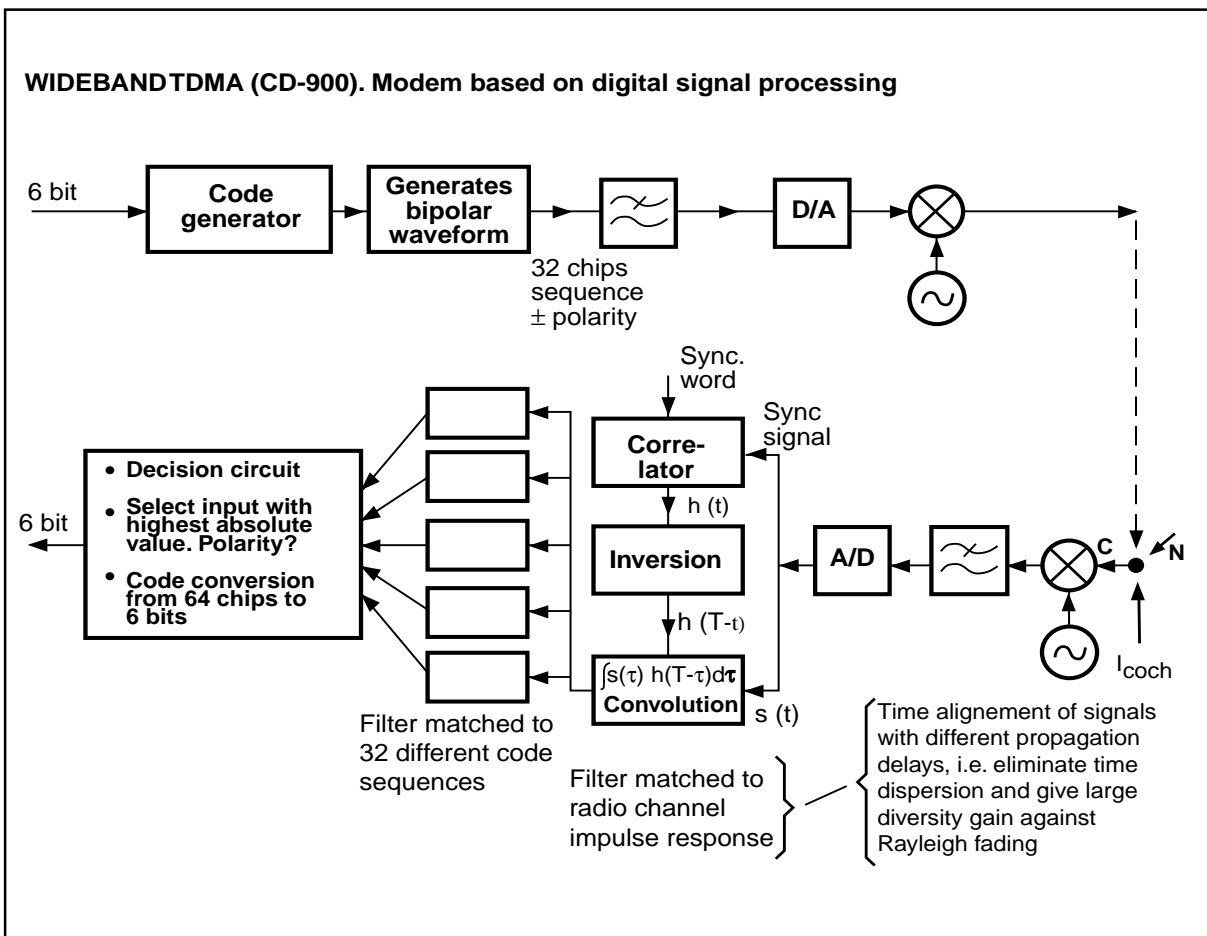 WIDEBAND TDMA (CD-900). Modem based on digital signal processing
6 bit
Code
generator
Generates
bipolar
waveform
D/A
32 chips
sequence
± polarity
Sync.
word
Sync
signal
Corre-
lator
h (t)
Inversion
h (T-t)
∫s(τ) h(T-τ)dτ
Convolution
s (t)
A/D
C
N
I coch
6 bit
• Decision circuit
• Select input with
highest absolute
value. Polarity?
• Code conversion
from 64 chips to
6 bits
Filter matched to
32 different code
sequences
Filter matched to
radio channel
impulse response
Time alignement of signals
with different propagation
delays, i.e. eliminate time
dispersion and give large
diversity gain against
Rayleigh fading